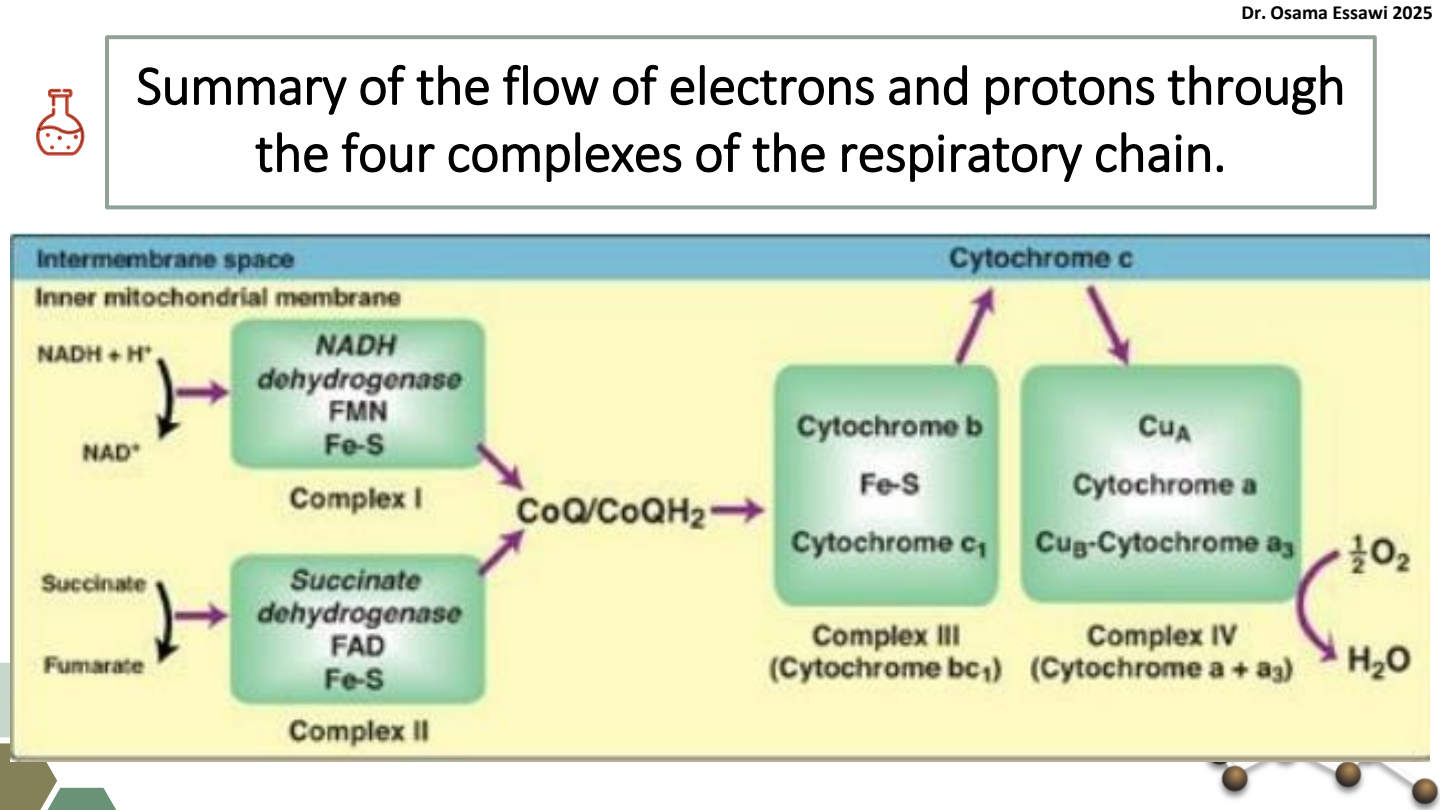 Dr. Osama Essawi 2025
Summary of the flow of electrons and protons through
the four complexes of the respiratory chain.
Intermembrane space
Cytochrome c
Inner mitochondrial membrane
NADH + H⁺
NAD⁺
NADH
dehydrogenase
FMN
Fe-S
Complex I
Succinate
Fumarate
Succinate
dehydrogenase
FAD
Fe-S
Complex II
CoQ/CoQH₂
Cytochrome b
Fe-S
Cytochrome c₁
Complex III
(Cytochrome bc₁)
Cu_A
Cytochrome a
Cu_B-Cytochrome a₃
Complex IV
(Cytochrome a + a₃)
½O₂
H₂O